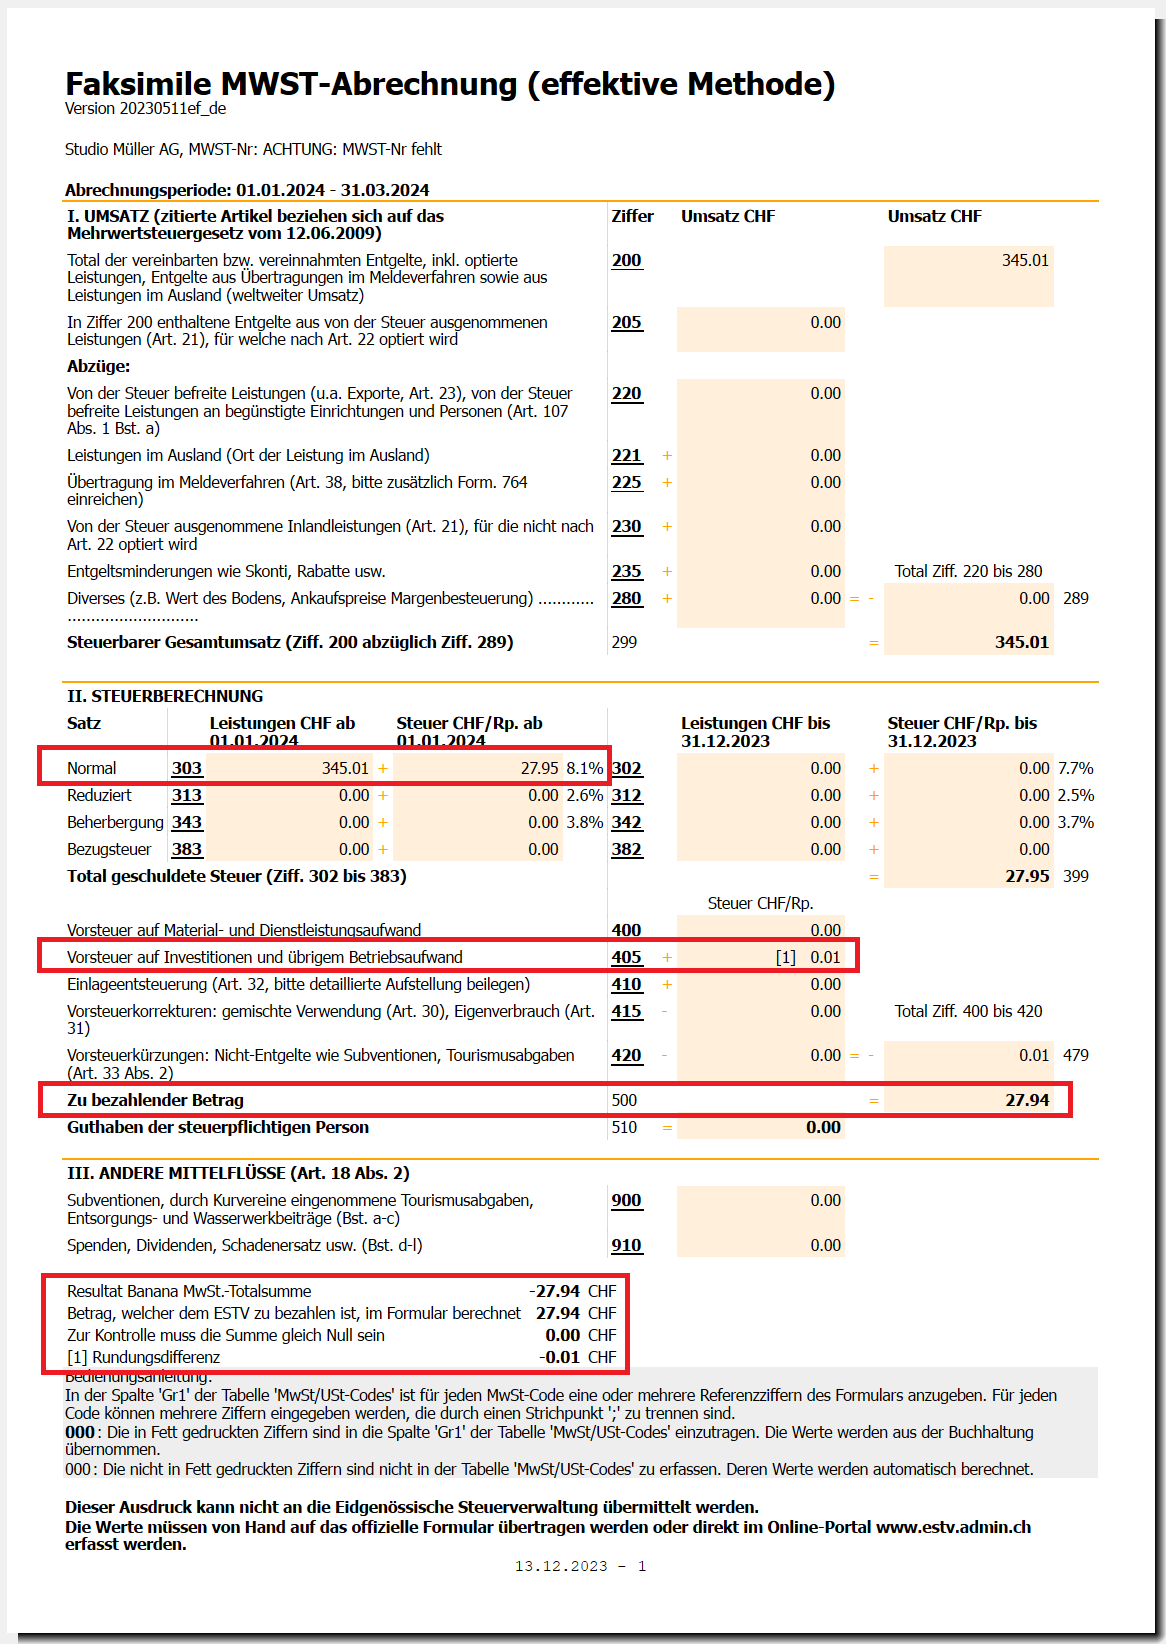 Faksimile MWST-Abrechnung (effektive Methode)
Version 20230511ef_de
Studio Müller AG, MWST-Nr: ACHTUNG: MWST-Nr fehlt
Abrechnungsperiode: 01.01.2024 - 31.03.2024
I. UMSATZ (zitierte Artikel beziehen sich auf das Ziffer Umsatz CHF Umsatz CHF
Mehrwertsteuergesetz vom 12.06.2009)
Total der vereinbarten bzw. vereinnahmten Entgelte, inkl. optierte 200 345.01
Leistungen, Entgelte aus Übertragungen im Meldeverfahren sowie aus
Leistungen im Ausland (weltweiter Umsatz)
In Ziffer 200 enthaltene Entgelte aus von der Steuer ausgenommenen 205 0.00
Leistungen (Art. 21), für welche nach Art. 22 optiert wird
Abzüge:
Von der Steuer befreite Leistungen (u.a. Exporte, Art. 23), von der Steuer 220 0.00
befreite Leistungen an begünstigte Einrichtungen und Personen (Art. 107
Abs. 1 Bst. a)
Leistungen im Ausland (Ort der Leistung im Ausland) 221 + 0.00
Übertragung im Meldeverfahren (Art. 38, bitte zusätzlich Form. 764 225 + 0.00
einreichen)
Von der Steuer ausgenommene Inlandleistungen (Art. 21), für die nicht nach 230 + 0.00
Art. 22 optiert wird
Entgeltsminderungen wie Skonti, Rabatte usw. 235 + 0.00 Total Ziff. 220 bis 280
Diverses (z.B. Wert des Bodens, Ankaufspreise Margenbesteuerung) ............ 280 + 0.00 = - 0.00 289
............................
Steuerbarer Gesamtumsatz (Ziff. 200 abzüglich Ziff. 289) 299 = 345.01
II. STEUERBERECHNUNG
Satz Leistungen CHF ab Steuer CHF/Rp. ab Leistungen CHF bis Steuer CHF/Rp. bis
01.01.2024 01.01.2024 31.12.2023 31.12.2023
Normal 303 345.01 + 27.95 8.1% 302 0.00 + 0.00 7.7%
Reduziert 313 0.00 + 0.00 2.6% 312 0.00 + 0.00 2.5%
Beherbergung 343 0.00 + 0.00 3.8% 342 0.00 + 0.00 3.7%
Bezugsteuer 383 0.00 + 0.00 382 0.00 + 0.00
Total geschuldete Steuer (Ziff. 302 bis 383) = 27.95 399
Steuer CHF/Rp.
Vorsteuer auf Material- und Dienstleistungsaufwand 400 0.00
Vorsteuer auf Investitionen und übrigem Betriebsaufwand 405 + [1] 0.01
Einlageentsteuerung (Art. 32, bitte detaillierte Aufstellung beilegen) 410 + 0.00
Vorsteuerkorrekturen: gemischte Verwendung (Art. 30), Eigenverbrauch (Art. 415 - 0.00 Total Ziff. 400 bis 420
31)
Vorsteuerkürzungen: Nicht-Entgelte wie Subventionen, Tourismusabgaben 420 - 0.00 = - 0.01 479
(Art. 33 Abs. 2)
Zu bezahlender Betrag 500 = 27.94
Guthaben der steuerpflichtigen Person 510 = 0.00
III. ANDERE MITTELFLÜSSE (Art. 18 Abs. 2)
Subventionen, durch Kurvereine eingenommene Tourismusabgaben, 900 0.00
Entsorgungs- und Wasserwerkbeiträge (Bst. a-c)
Spenden, Dividenden, Schadenersatz usw. (Bst. d-l) 910 0.00
Resultat Banana MwSt.-Totalsumme -27.94 CHF
Betrag, welcher dem ESTV zu bezahlen ist, im Formular berechnet 27.94 CHF
Zur Kontrolle muss die Summe gleich Null sein 0.00 CHF
[1] Rundungsdifferenz -0.01 CHF
Bedienungsanleitung:
In der Spalte 'Gr1' der Tabelle 'MwSt/USt-Codes' ist für jeden MwSt-Code eine oder mehrere Referenzziffern des Formulars anzugeben. Für jeden
Code können mehrere Ziffern eingegeben werden, die durch einen Strichpunkt ';' zu trennen sind.
000: Die in Fett gedruckten Ziffern sind in die Spalte 'Gr1' der Tabelle 'MwSt/USt-Codes' einzutragen. Die Werte werden aus der Buchhaltung
übernommen.
000: Die nicht in Fett gedruckten Ziffern sind nicht in der Tabelle 'MwSt/USt-Codes' zu erfassen. Deren Werte werden automatisch berechnet.
Dieser Ausdruck kann nicht an die Eidgenössische Steuerverwaltung übermittelt werden.
Die Werte müssen von Hand auf das offizielle Formular übertragen werden oder direkt im Online-Portal www.estv.admin.ch
erfasst werden.
13.12.2023 - 1